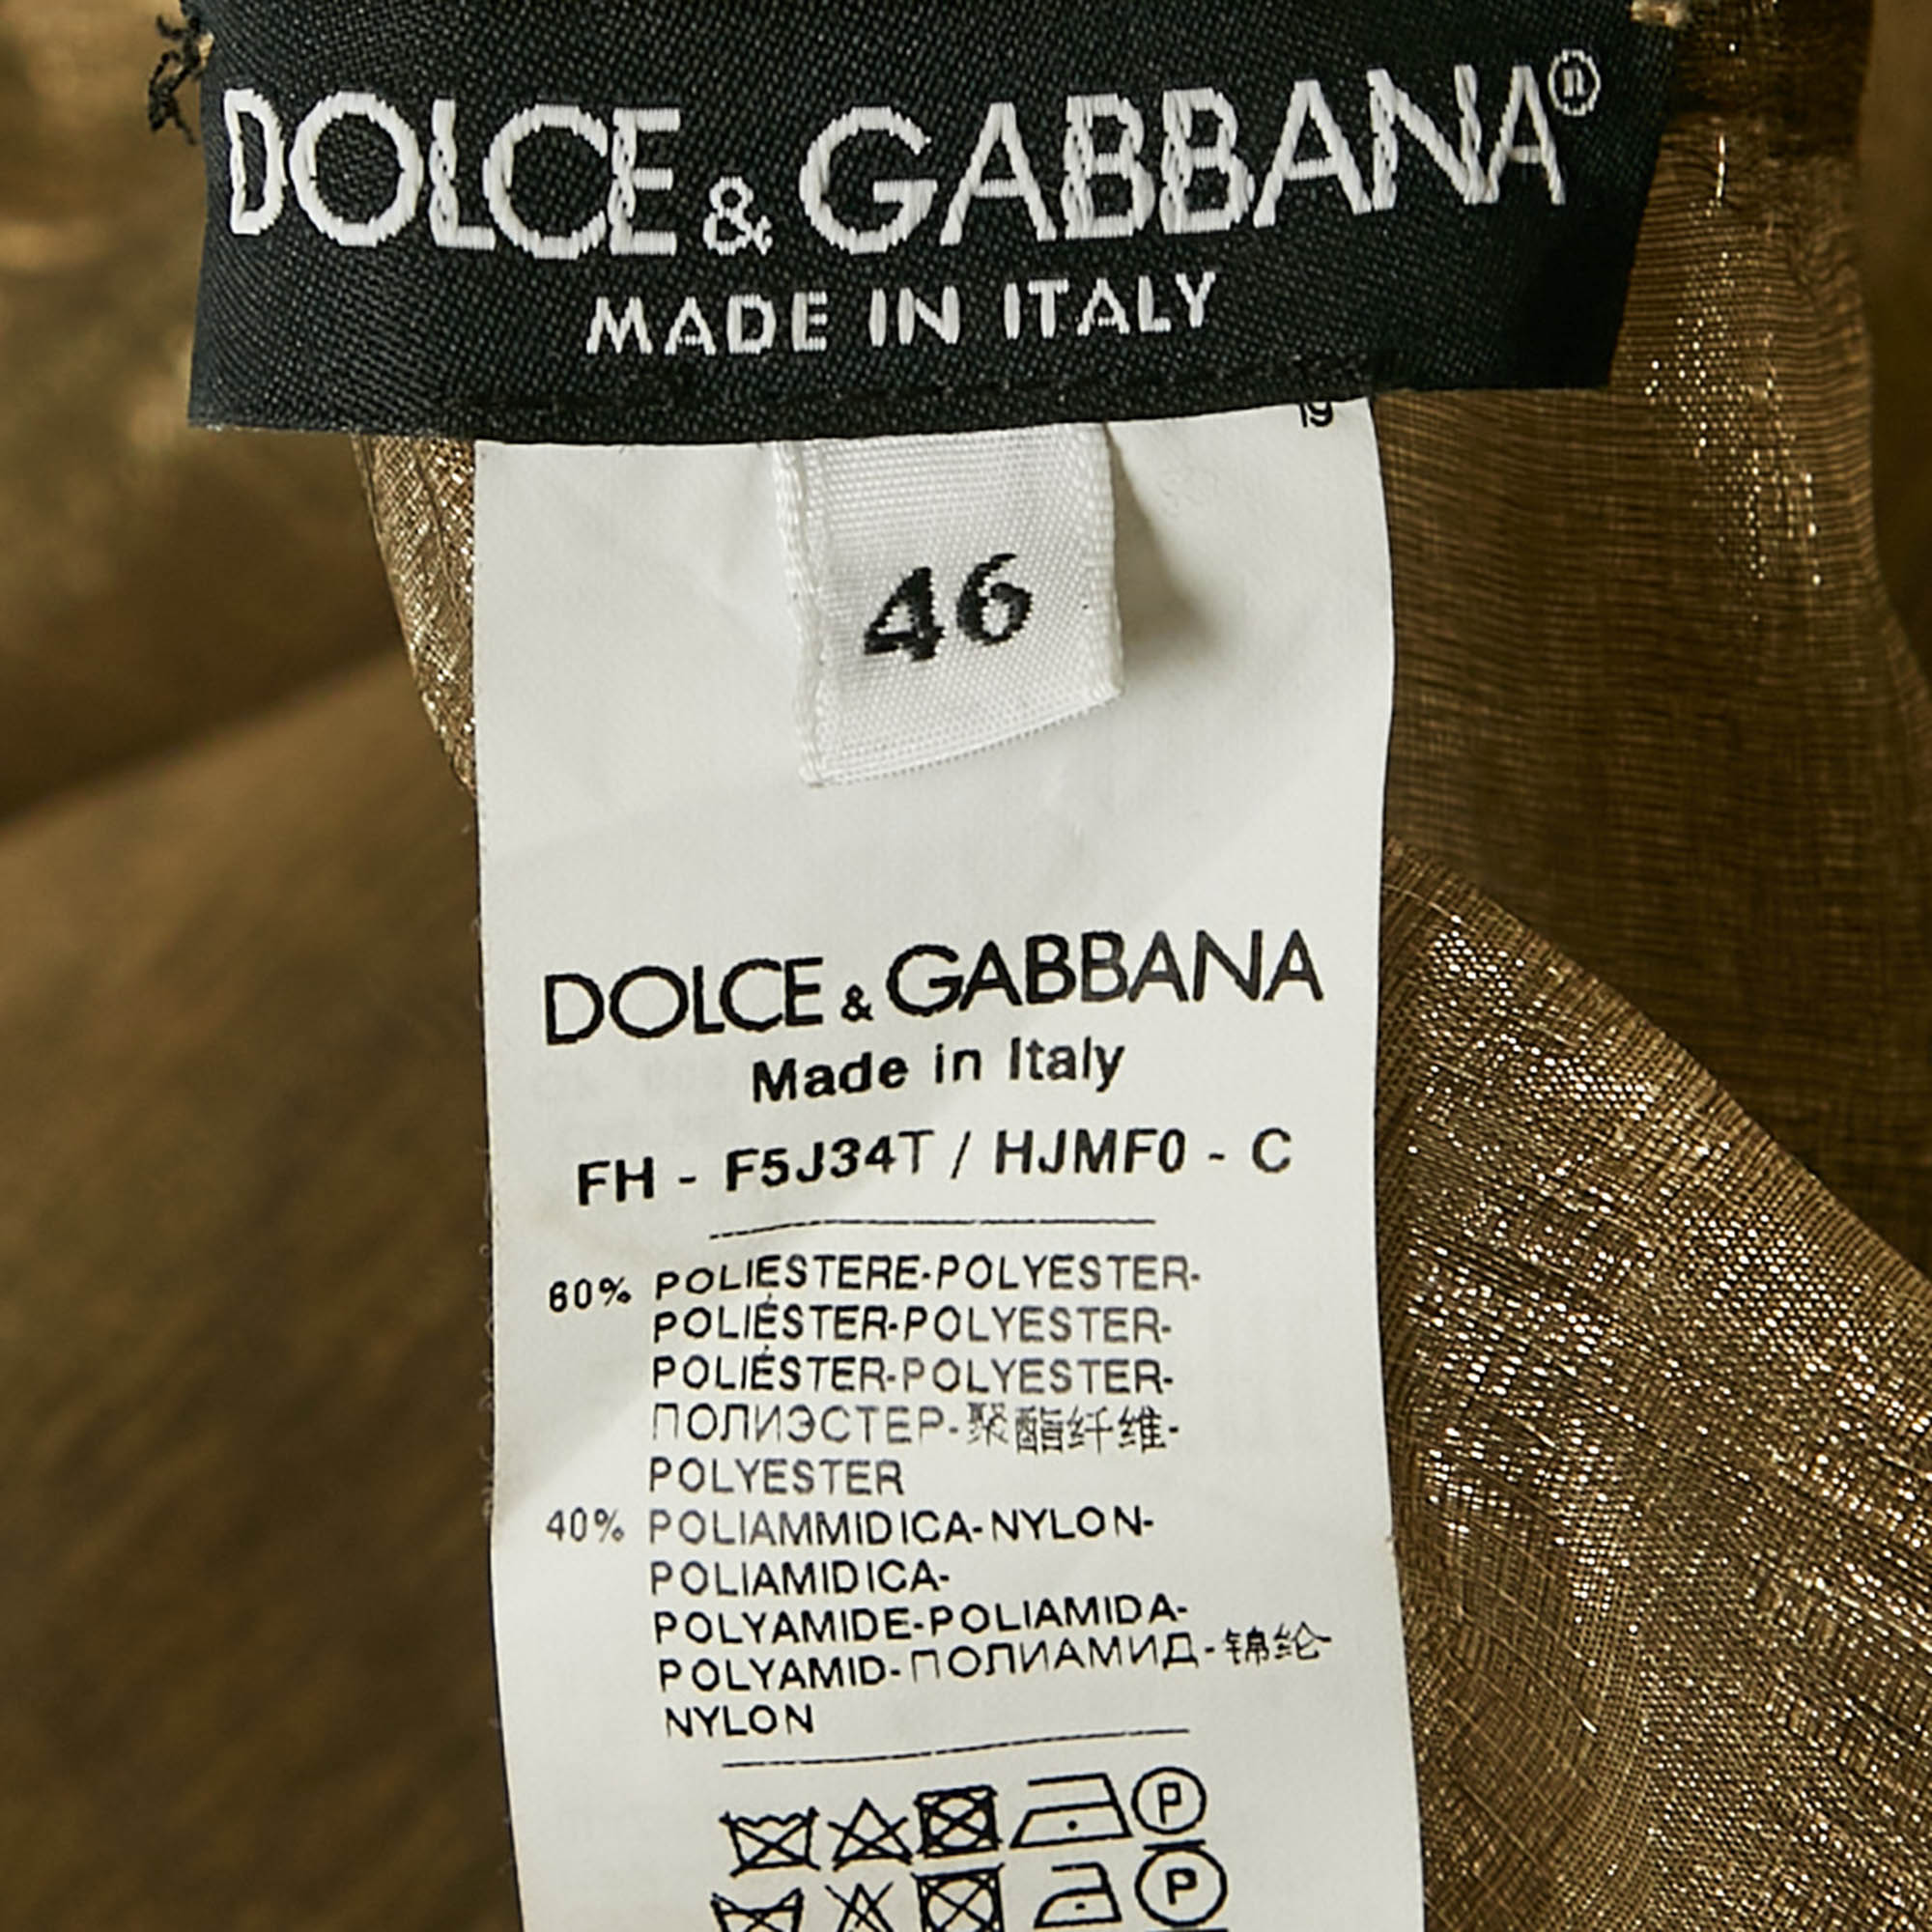 DOLCE & GABBANA®
MADE IN ITALY
46
DOLCE & GABBANA
Made in Italy
FH - F5J34T / HJMF0 - C
60% POLIESTERE-POLYESTER-
POLIÉSTER-POLYESTER-
POLIÉSTER-POLYESTER-
ПОЛИЭСТЕР-聚酯纤维-
POLYESTER
40% POLIAMMIDICA-NYLON-
POLIAMIDICA-
POLYAMIDE-POLIAMIDA-
POLYAMID-ПОЛИАМИД-锦纶-
NYLON
P
P